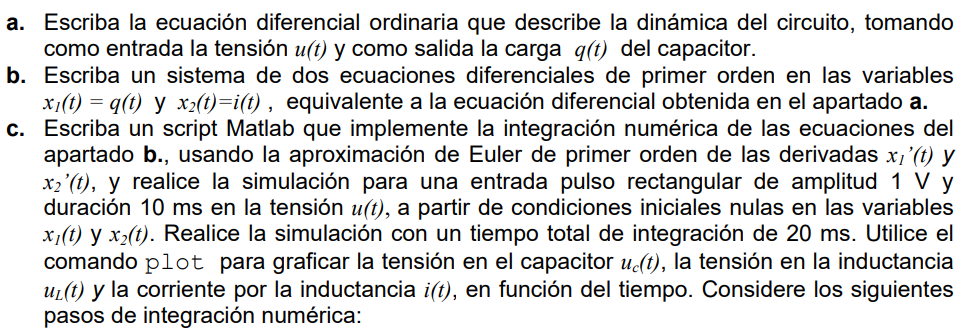 a. Escriba la ecuación diferencial ordinaria que describe la dinámica del circuito, tomando
como entrada la tensión u(t) y como salida la carga q(t) del capacitor.
b. Escriba un sistema de dos ecuaciones diferenciales de primer orden en las variables
x₁(t) = q(t) y x₂(t)=i(t) , equivalente a la ecuación diferencial obtenida en el apartado a.
c. Escriba un script Matlab que implemente la integración numérica de las ecuaciones del
apartado b., usando la aproximación de Euler de primer orden de las derivadas x₁’(t) y
x₂’(t), y realice la simulación para una entrada pulso rectangular de amplitud 1 V y
duración 10 ms en la tensión u(t), a partir de condiciones iniciales nulas en las variables
x₁(t) y x₂(t). Realice la simulación con un tiempo total de integración de 20 ms. Utilice el
comando plot para graficar la tensión en el capacitor u꜀(t), la tensión en la inductancia
u_L(t) y la corriente por la inductancia i(t), en función del tiempo. Considere los siguientes
pasos de integración numérica: